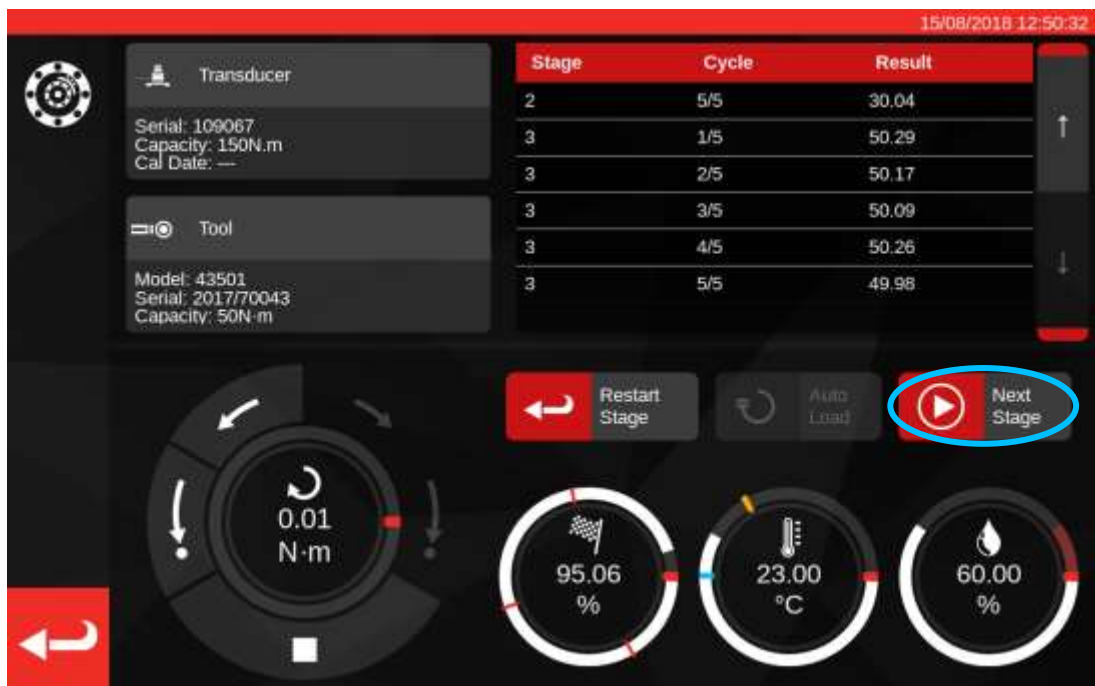 15/08/2018 12:50:32
Transducer
Serial: 109067
Capacity: 150N.m
Cal Date: ---
Tool
Model: 43501
Serial: 2017/70043
Capacity: 50N·m
Stage Cycle Result
2 5/5 30.04
3 1/5 50.29
3 2/5 50.17
3 3/5 50.09
3 4/5 50.26
3 5/5 49.98
Restart
Stage
Auto
Load
Next
Stage
0.01
N·m
95.06
%
23.00
°C
60.00
%